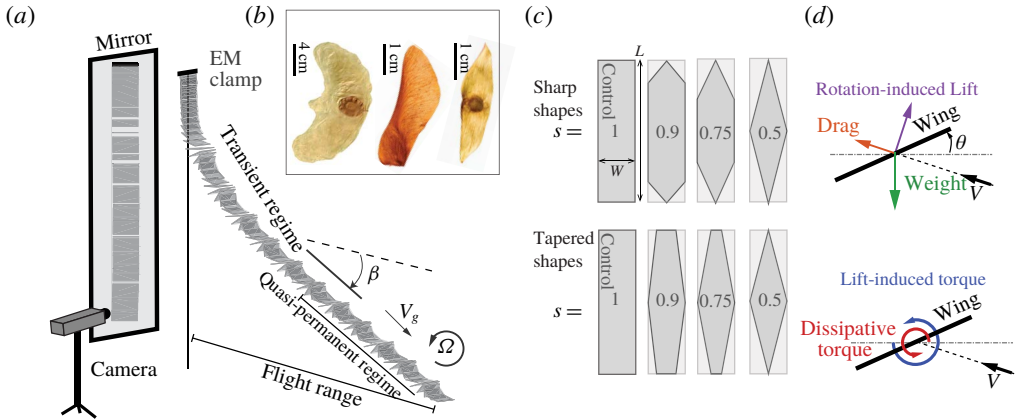 (a)
Mirror
EM
clamp
Transient regime
β
V_g
Ω
Quasi-permanent regime
Flight range
Camera
(b)
4 cm
1 cm
1 cm
(c)
Sharp
shapes
s =
Control
1
W
L
0.9
0.75
0.5
Tapered
shapes
s =
Control
1
0.9
0.75
0.5
(d)
Rotation-induced Lift
Wing
Drag
θ
Weight
V
Lift-induced torque
Wing
Dissipative
torque
V